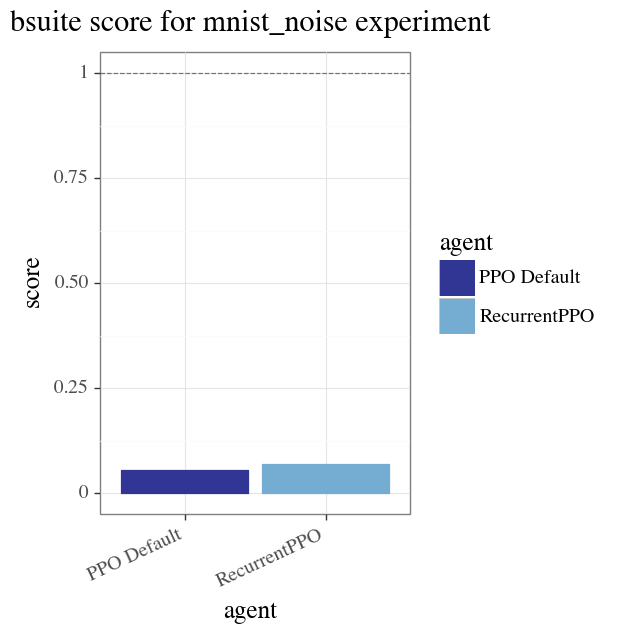 bsuite score for mnist_noise experiment
1
0.75
0.50
0.25
0
score
PPO Default
RecurrentPPO
agent
agent
PPO Default
RecurrentPPO